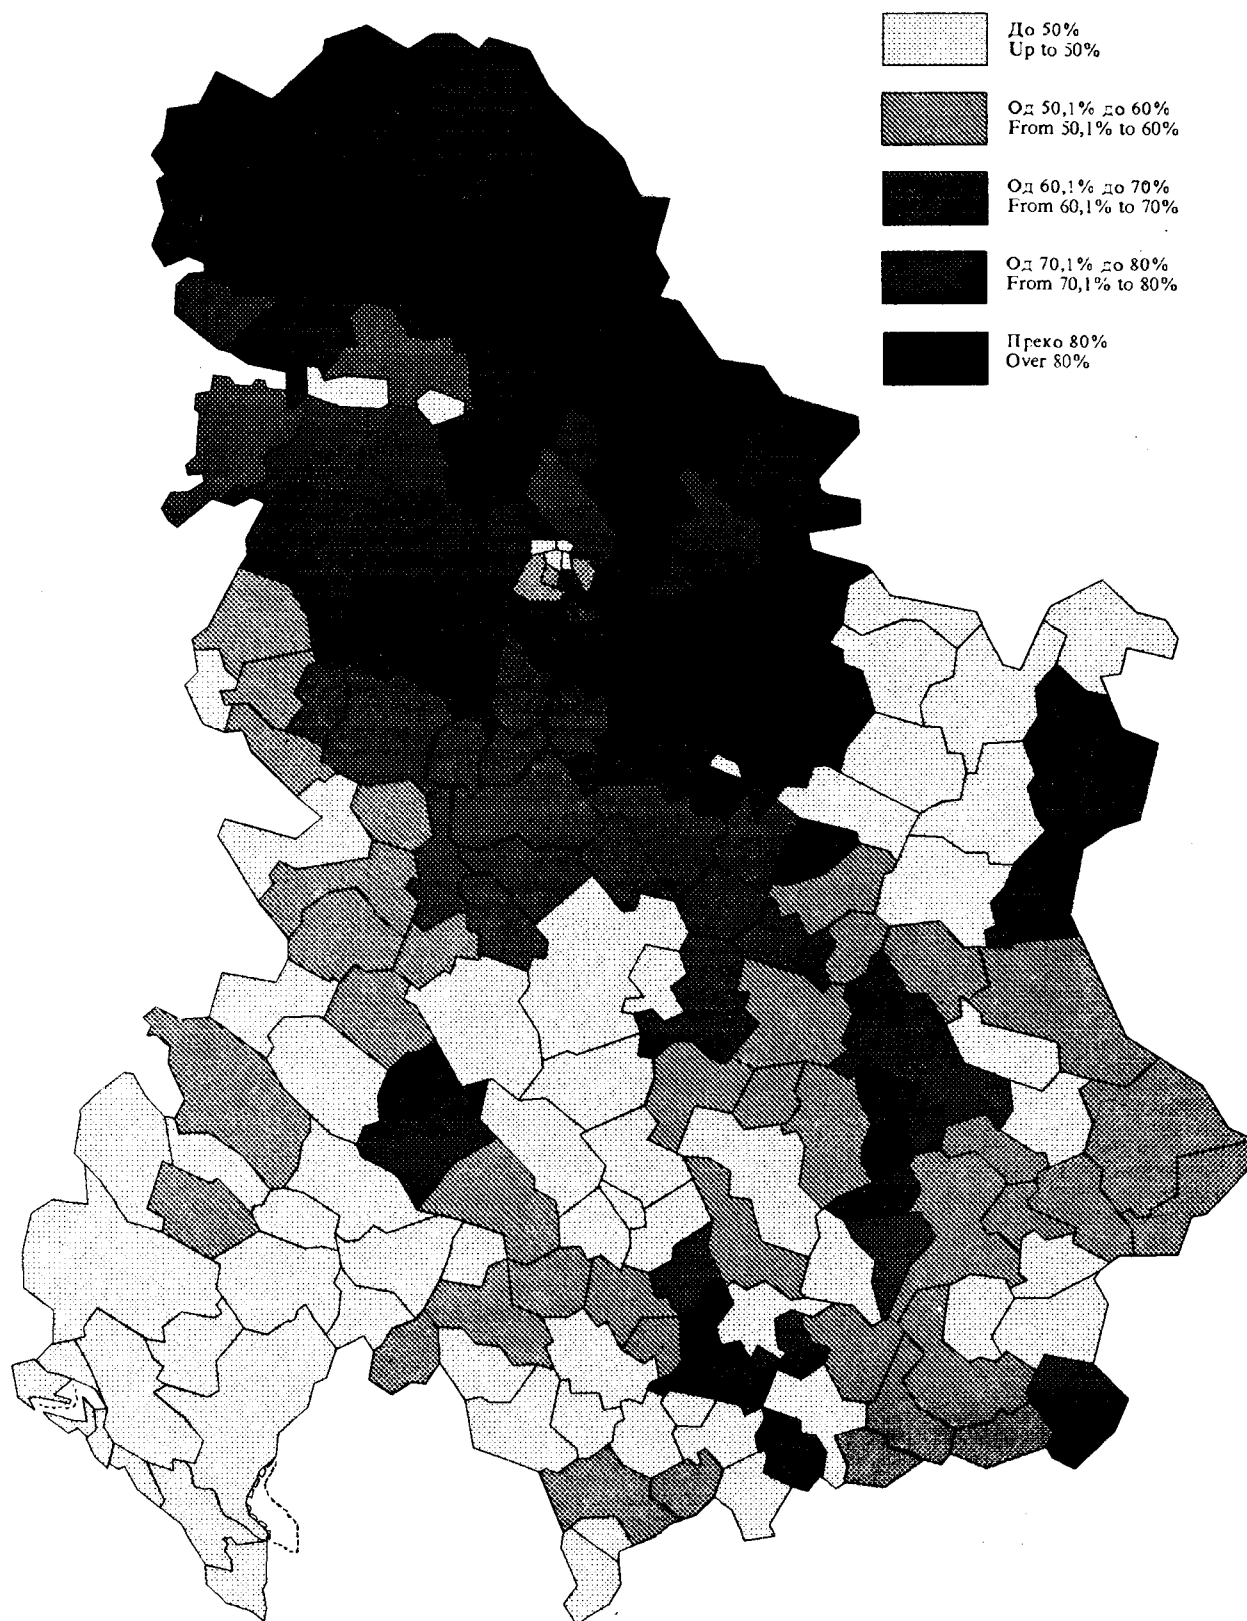 До 50%
Up to 50%
Од 50,1% до 60%
From 50,1% to 60%
Од 60,1% до 70%
From 60,1% to 70%
Од 70,1% до 80%
From 70,1% to 80%
Преко 80%
Over 80%